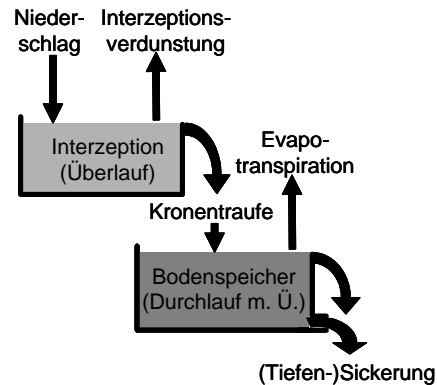 Nieder-
schlag
Interzeptions-
verdunstung
Interzeption
(Überlauf)
Evapo-
transpiration
Kronentraufe
Bodenspeicher
(Durchlauf m. Ü.)
(Tiefen-)Sickerung